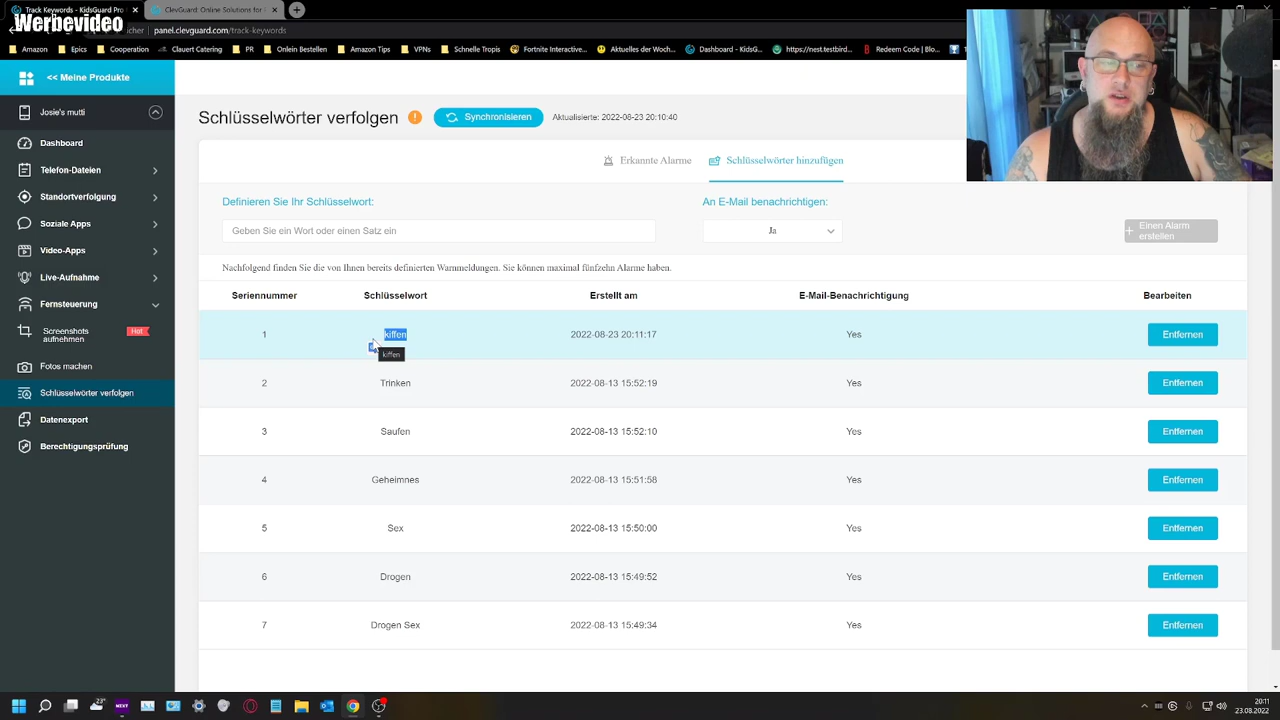 Track Keywords - KidsGuard Pro
ClevGuard: Online Solutions for
Werbevideo
panel.clevguard.com/track-keywords
Amazon
Epics
Cooperation
Clauert Catering
PR
Onlein Bestellen
Amazon Tips
VPNs
Schnelle Tropis
Fortnite Interactive...
Aktuelles der Woch...
Dashboard - KidsG...
https://nest.testbird...
Redeem Code | Blo...
<< Meine Produkte
Josie's mutti
Dashboard
Telefon-Dateien
Standortverfolgung
Soziale Apps
Video-Apps
Live-Aufnahme
Fernsteuerung
Screenshots
aufnehmen
Hot
Fotos machen
Schlüsselwörter verfolgen
Datenexport
Berechtigungsprüfung
Schlüsselwörter verfolgen
Synchronisieren
Aktualisierte: 2022-08-23 20:10:40
Erkannte Alarme
Schlüsselwörter hinzufügen
Definieren Sie Ihr Schlüsselwort:
An E-Mail benachrichtigen:
Geben Sie ein Wort oder einen Satz ein
Ja
+ Einen Alarm
erstellen
Nachfolgend finden Sie die von Ihnen bereits definierten Warnmeldungen. Sie können maximal fünfzehn Alarme haben.
Seriennummer Schlüsselwort Erstellt am E-Mail-Benachrichtigung Bearbeiten
1 kiffen 2022-08-23 20:11:17 Yes Entfernen
kiffen
2 Trinken 2022-08-13 15:52:19 Yes Entfernen
3 Saufen 2022-08-13 15:52:10 Yes Entfernen
4 Geheimnes 2022-08-13 15:51:58 Yes Entfernen
5 Sex 2022-08-13 15:50:00 Yes Entfernen
6 Drogen 2022-08-13 15:49:52 Yes Entfernen
7 Drogen Sex 2022-08-13 15:49:34 Yes Entfernen
23°
NEXT
20:11
23.08.2022